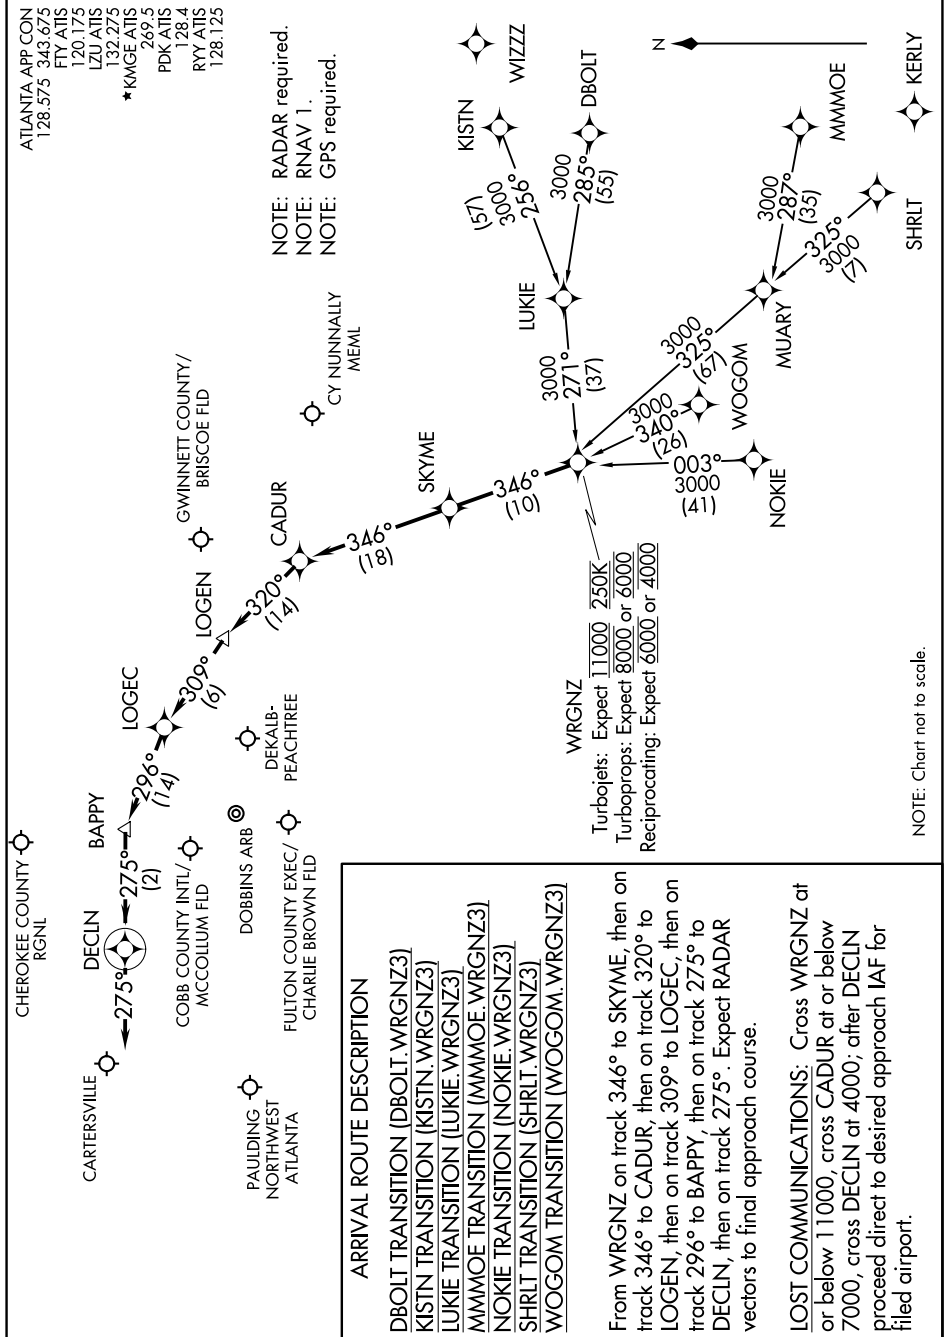 ATLANTA APP CON
128.575 343.675
FTY ATIS
120.175
LZU ATIS
132.275
★KMGE ATIS
269.5
PDK ATIS
128.4
RYY ATIS
128.125
NOTE: RADAR required.
NOTE: RNAV 1.
NOTE: GPS required.
CHEROKEE COUNTY
RGNL
CARTERSVILLE
275°
DECLN
275°
(2)
BAPPY
296°
(14)
LOGEC
309°
(6)
LOGEN
320°
(14)
CADUR
346°
(18)
SKYME
346°
(10)
COBB COUNTY INTL/
MCCOLLUM FLD
DOBBINS ARB
FULTON COUNTY EXEC/
CHARLIE BROWN FLD
PAULDING
NORTHWEST
ATLANTA
DEKALB-
PEACHTREE
GWINNETT COUNTY/
BRISCOE FLD
CY NUNNALLY
MEML
KISTN
(57)
3000
256°
WIZZZ
DBOLT
3000
285°
(55)
LUKIE
3000
271°
(37)
N
MMMOE
3000
287°
(35)
KERLY
SHRLT
325°
3000
(7)
MUARY
3000
325°
(67)
WOGOM
3000
340°
(26)
NOKIE
003°
3000
(41)
WRGNZ
Turbojets: Expect 11000 250K
Turboprops: Expect 8000 or 6000
Reciprocating: Expect 6000 or 4000
NOTE: Chart not to scale.
ARRIVAL ROUTE DESCRIPTION
DBOLT TRANSITION (DBOLT.WRGNZ3)
KISTN TRANSITION (KISTN.WRGNZ3)
LUKIE TRANSITION (LUKIE.WRGNZ3)
MMMOE TRANSITION (MMMOE.WRGNZ3)
NOKIE TRANSITION (NOKIE.WRGNZ3)
SHRLT TRANSITION (SHRLT.WRGNZ3)
WOGOM TRANSITION (WOGOM.WRGNZ3)
From WRGNZ on track 346° to SKYME, then on
track 346° to CADUR, then on track 320° to
LOGEN, then on track 309° to LOGEC, then on
track 296° to BAPPY, then on track 275° to
DECLN, then on track 275°. Expect RADAR
vectors to final approach course.
LOST COMMUNICATIONS: Cross WRGNZ at
or below 11000, cross CADUR at or below
7000, cross DECLN at 4000; after DECLN
proceed direct to desired approach IAF for
filed airport.